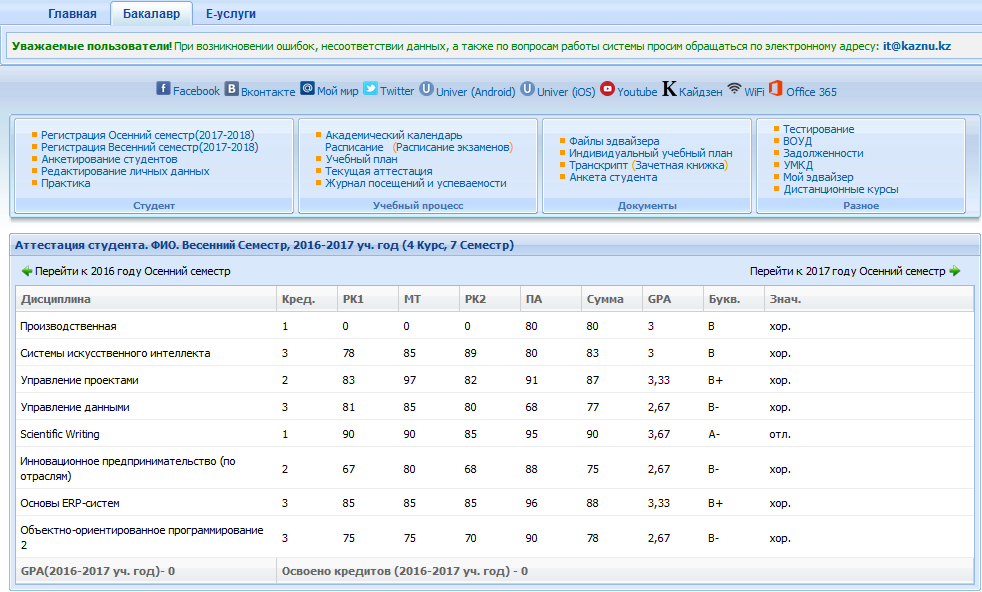 Главная Бакалавр Е-услуги
Уважаемые пользователи! При возникновении ошибок, несоответствии данных, а также по вопросам работы системы просим обращаться по электронному адресу: it@kaznu.kz
Facebook Вконтакте Мой мир Twitter Univer (Android) Univer (iOS) Youtube Кайдзен WiFi Office 365
Регистрация Осенний семестр(2017-2018)
Регистрация Весенний семестр(2017-2018)
Анкетирование студентов
Редактирование личных данных
Практика
Студент
Академический календарь
Расписание (Расписание экзаменов)
Учебный план
Текущая аттестация
Журнал посещений и успеваемости
Учебный процесс
Файлы эдвайзера
Индивидуальный учебный план
Транскрипт (Зачетная книжка)
Анкета студента
Документы
Тестирование
ВОУД
Задолженности
УМКД
Мой эдвайзер
Дистанционные курсы
Разное
Аттестация студента. ФИО. Весенний Семестр, 2016-2017 уч. год (4 Курс, 7 Семестр)
Перейти к 2016 году Осенний семестр Перейти к 2017 году Осенний семестр
Дисциплина Кред. РК1 МТ РК2 ПА Сумма GPA Букв. Знач.
Производственная 1 0 0 0 80 80 3 B хор.
Системы искусственного интеллекта 3 78 85 89 80 83 3 B хор.
Управление проектами 2 83 97 82 91 87 3,33 B+ хор.
Управление данными 3 81 85 80 68 77 2,67 B- хор.
Scientific Writing 1 90 90 85 95 90 3,67 A- отл.
Инновационное предпринимательство (по
отраслям) 2 67 80 68 88 75 2,67 B- хор.
Основы ERP-систем 3 85 85 85 96 88 3,33 B+ хор.
Объектно-ориентированное программирование
2 3 75 75 70 90 78 2,67 B- хор.
GPA(2016-2017 уч. год)- 0 Освоено кредитов (2016-2017 уч. год) - 0